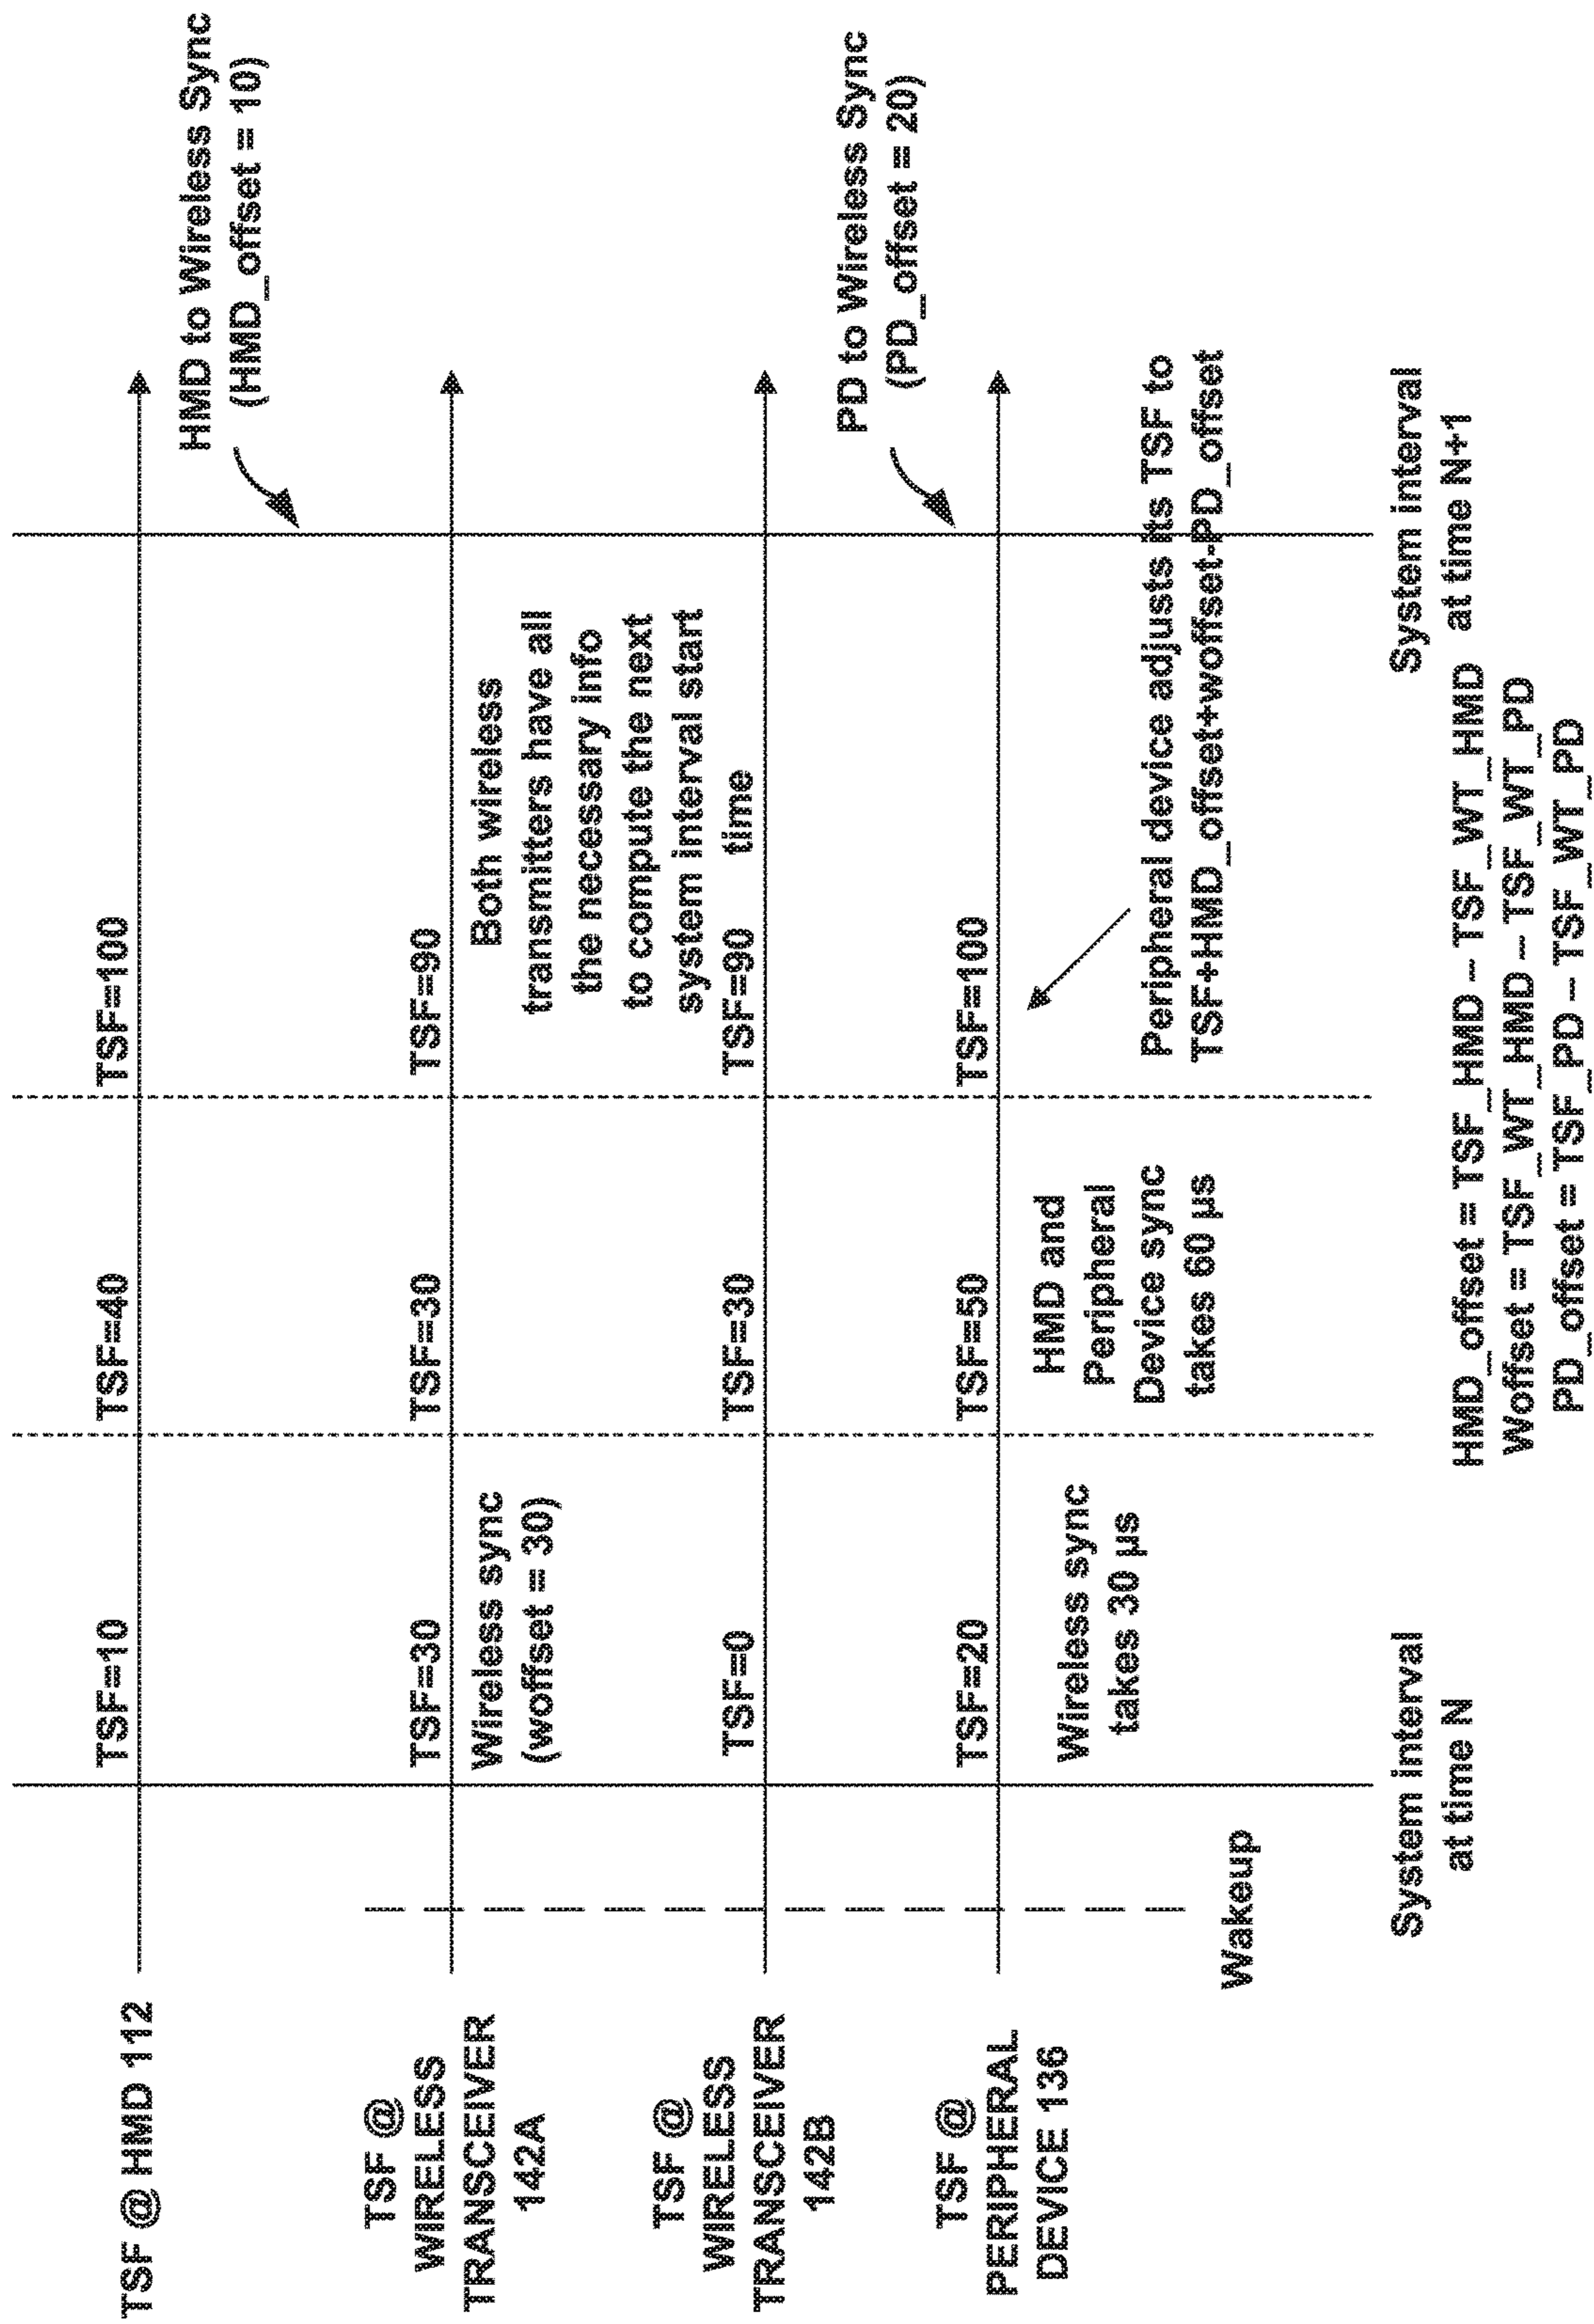 TSF @ HMD 112
TSF=10
TSF=40
TSF=100
HMD to Wireless Sync
(HMD_offset = 10)
TSF @
WIRELESS
TRANSCEIVER
142A
TSF=30
TSF=30
TSF=90
Wireless sync
(woffset = 30)
Both wireless
transmitters have all
the necessary info
to compute the next
system interval start
time
TSF @
WIRELESS
TRANSCEIVER
142B
TSF=0
TSF=30
TSF=90
PD to Wireless Sync
(PD_offset = 20)
TSF @
PERIPHERAL
DEVICE 136
TSF=20
TSF=50
TSF=100
Wireless sync
takes 30 µs
HMD and
Peripheral
Device sync
takes 60 µs
Peripheral device adjusts its TSF to
TSF+HMD_offset+woffset-PD_offset
Wakeup
System interval
at time N
System interval
at time N+1
HMD_offset = TSF_HMD – TSF_WT_HMD
Woffset = TSF_WT_HMD – TSF_WT_PD
PD_offset = TSF_PD – TSF_WT_PD